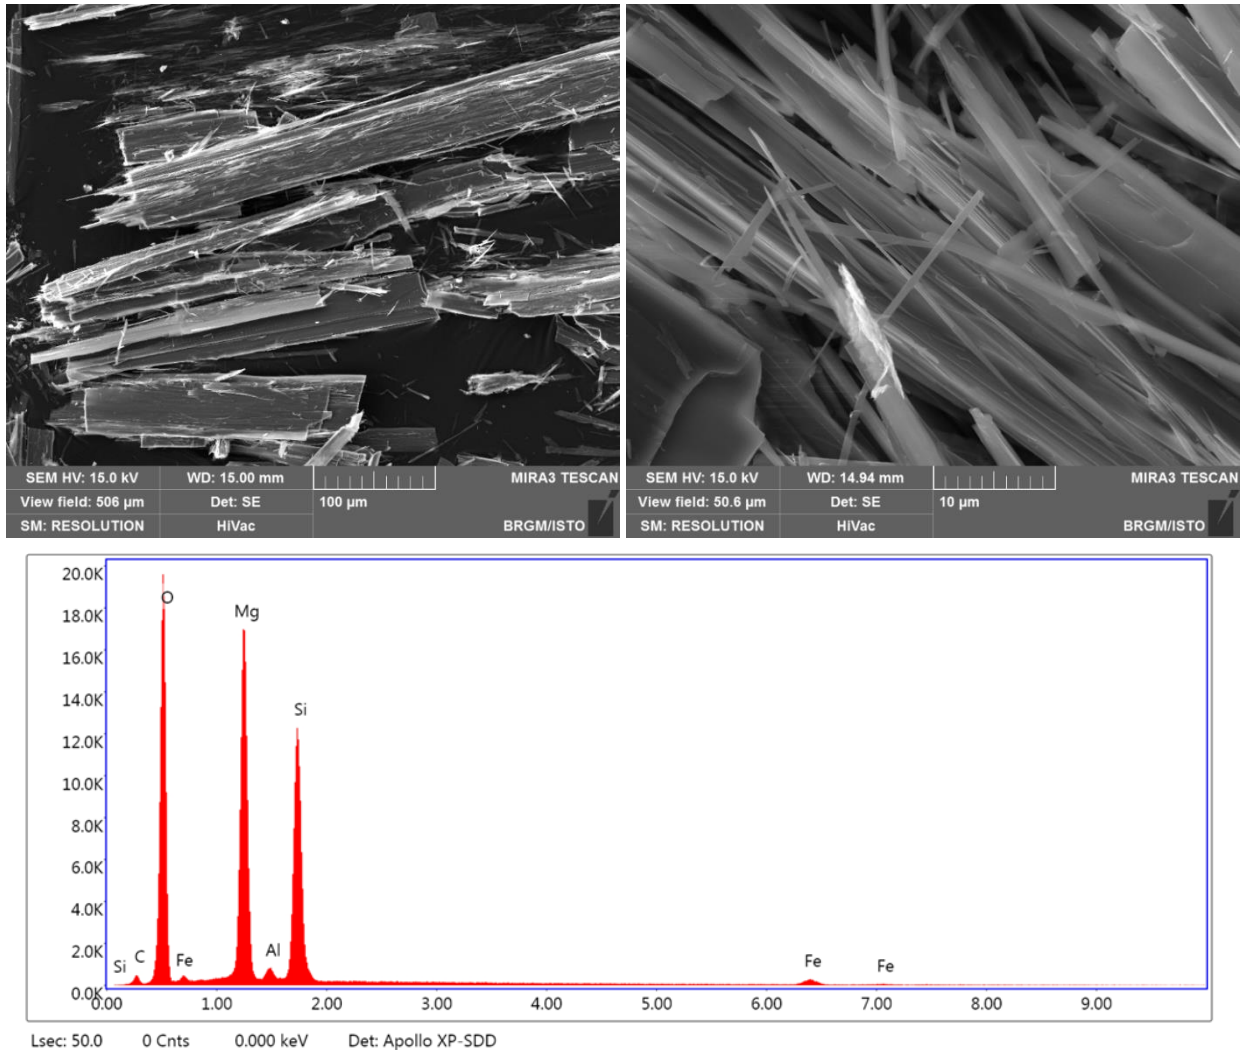 SEM HV: 15.0 kV WD: 15.00 mm MIRA3 TESCAN
View field: 506 µm Det: SE 100 µm
SM: RESOLUTION HiVac BRGM/ISTO
SEM HV: 15.0 kV WD: 14.94 mm MIRA3 TESCAN
View field: 50.6 µm Det: SE 10 µm
SM: RESOLUTION HiVac BRGM/ISTO
20.0K
18.0K
16.0K
14.0K
12.0K
10.0K
8.0K
6.0K
4.0K
2.0K
0.0K
O
Mg
Si
Si C Fe Al Fe Fe
0.00 1.00 2.00 3.00 4.00 5.00 6.00 7.00 8.00 9.00
Lsec: 50.0 0 Cnts 0.000 keV Det: Apollo XP-SDD